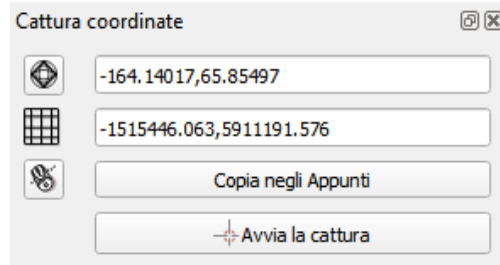 Cattura coordinate
-164.14017,65.85497
-1515446.063,5911191.576
Copia negli Appunti
Avvia la cattura